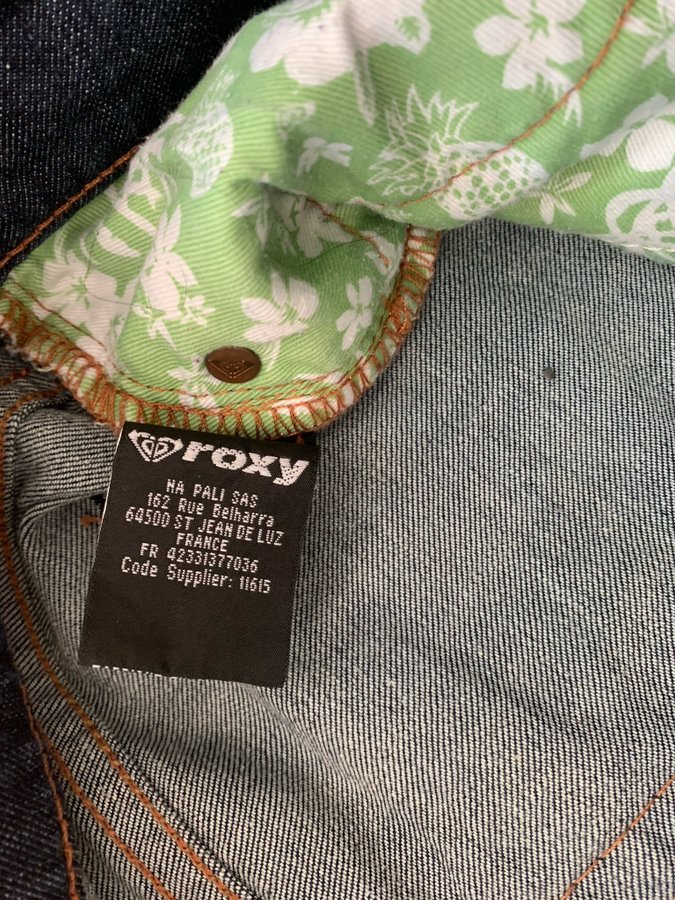 roxy
NA PALI SAS
162 Rue Belharra
64500 ST JEAN DE LUZ
FRANCE
FR 42331377036
Code Supplier: 11615